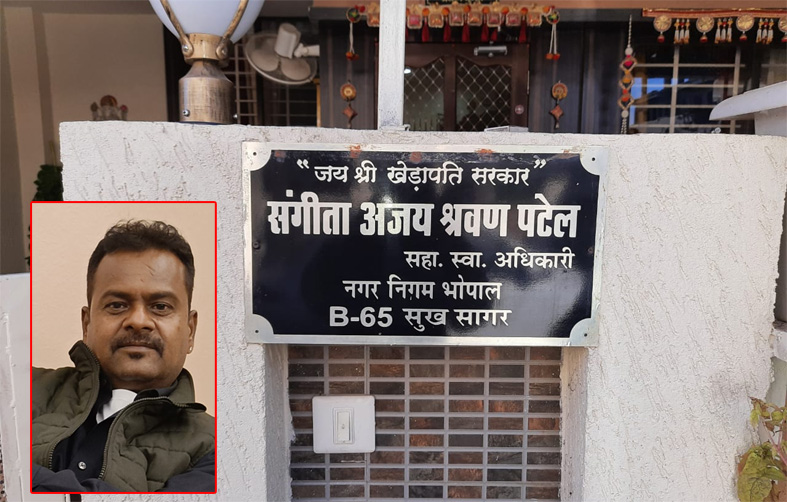 “जय श्री खेड़ापति सरकार”
संगीता अजय श्रवण पटेल
सहा. स्वा. अधिकारी
नगर निगम भोपाल
B-65 सुख सागर